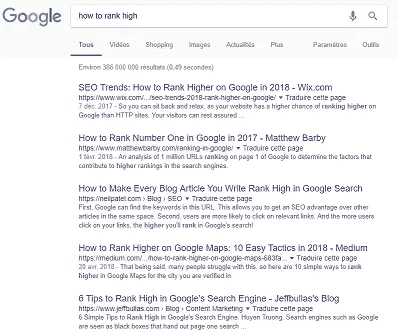 Google
how to rank high
Tous Vidéos Shopping Images Actualités Plus Paramètres Outils
Environ 386 000 000 résultats (0,49 secondes)
SEO Trends: How to Rank Higher on Google in 2018 - Wix.com
https://www.wix.com/.../seo-trends-2018-rank-higher-on-google/ ▾ Traduire cette page
7 déc. 2017 - So you can sit back and relax, as your website has a higher chance of ranking higher on
Google than HTTP sites. Your visitors can rest assured ...
How to Rank Number One in Google in 2017 - Matthew Barby
https://www.matthewbarby.com/ranking-in-google/ ▾ Traduire cette page
1 févr. 2018 - An analysis of 1 million URLs ranking on page 1 of Google to determine the factors that
contribute to higher rankings in the search engines.
How to Make Every Blog Article You Write Rank High in Google Search
https://neilpatel.com › Blog › SEO ▾ Traduire cette page
First, Google can find the keywords in this URL. This allows you to get an SEO advantage over other
articles in the same space. Second, users are more likely to click on relevant links. And the more users
click on your links, the higher you'll rank in Google's search!
How to Rank Higher on Google Maps: 10 Easy Tactics in 2018 - Medium
https://medium.com/.../how-to-rank-higher-on-google-maps-683fa... ▾ Traduire cette page
20 avr. 2018 - That being said, many people struggle with this, so here are 10 simple ways to rank
higher in Google Maps for the city you are verified in
6 Tips to Rank High in Google's Search Engine - Jeffbullas's Blog
https://www.jeffbullas.com › Blog › Content Marketing ▾ Traduire cette page
6 Simple Tips to Rank High in Google's Search Engine. Huyen Truong. Search engines such as Google
are seen as black boxes that hand out page one search ...